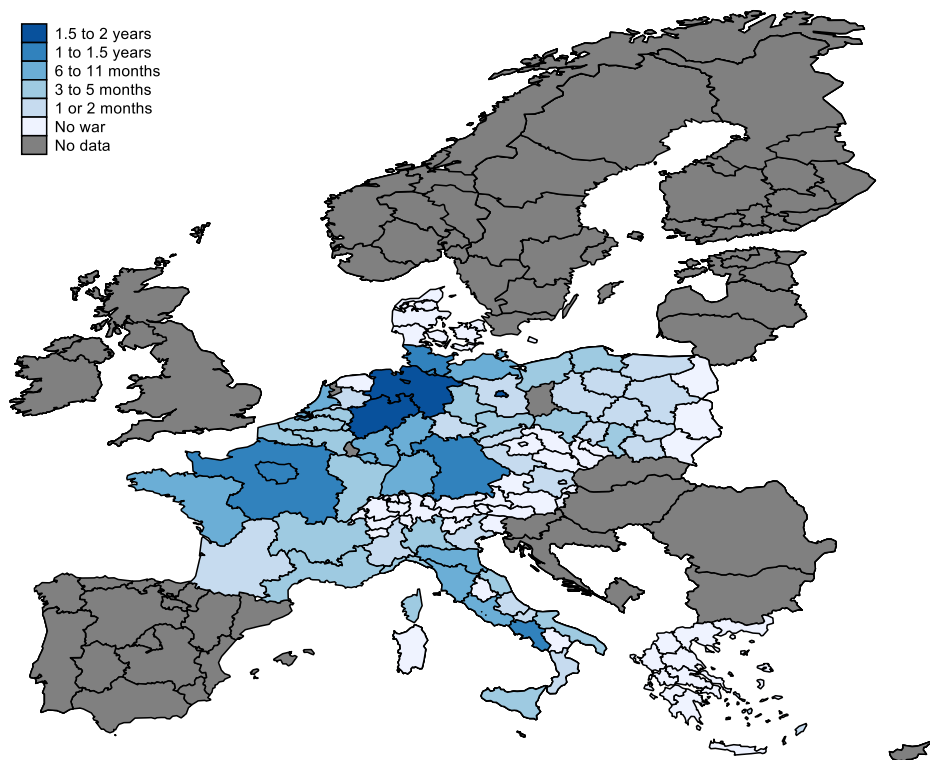 1.5 to 2 years
1 to 1.5 years
6 to 11 months
3 to 5 months
1 or 2 months
No war
No data